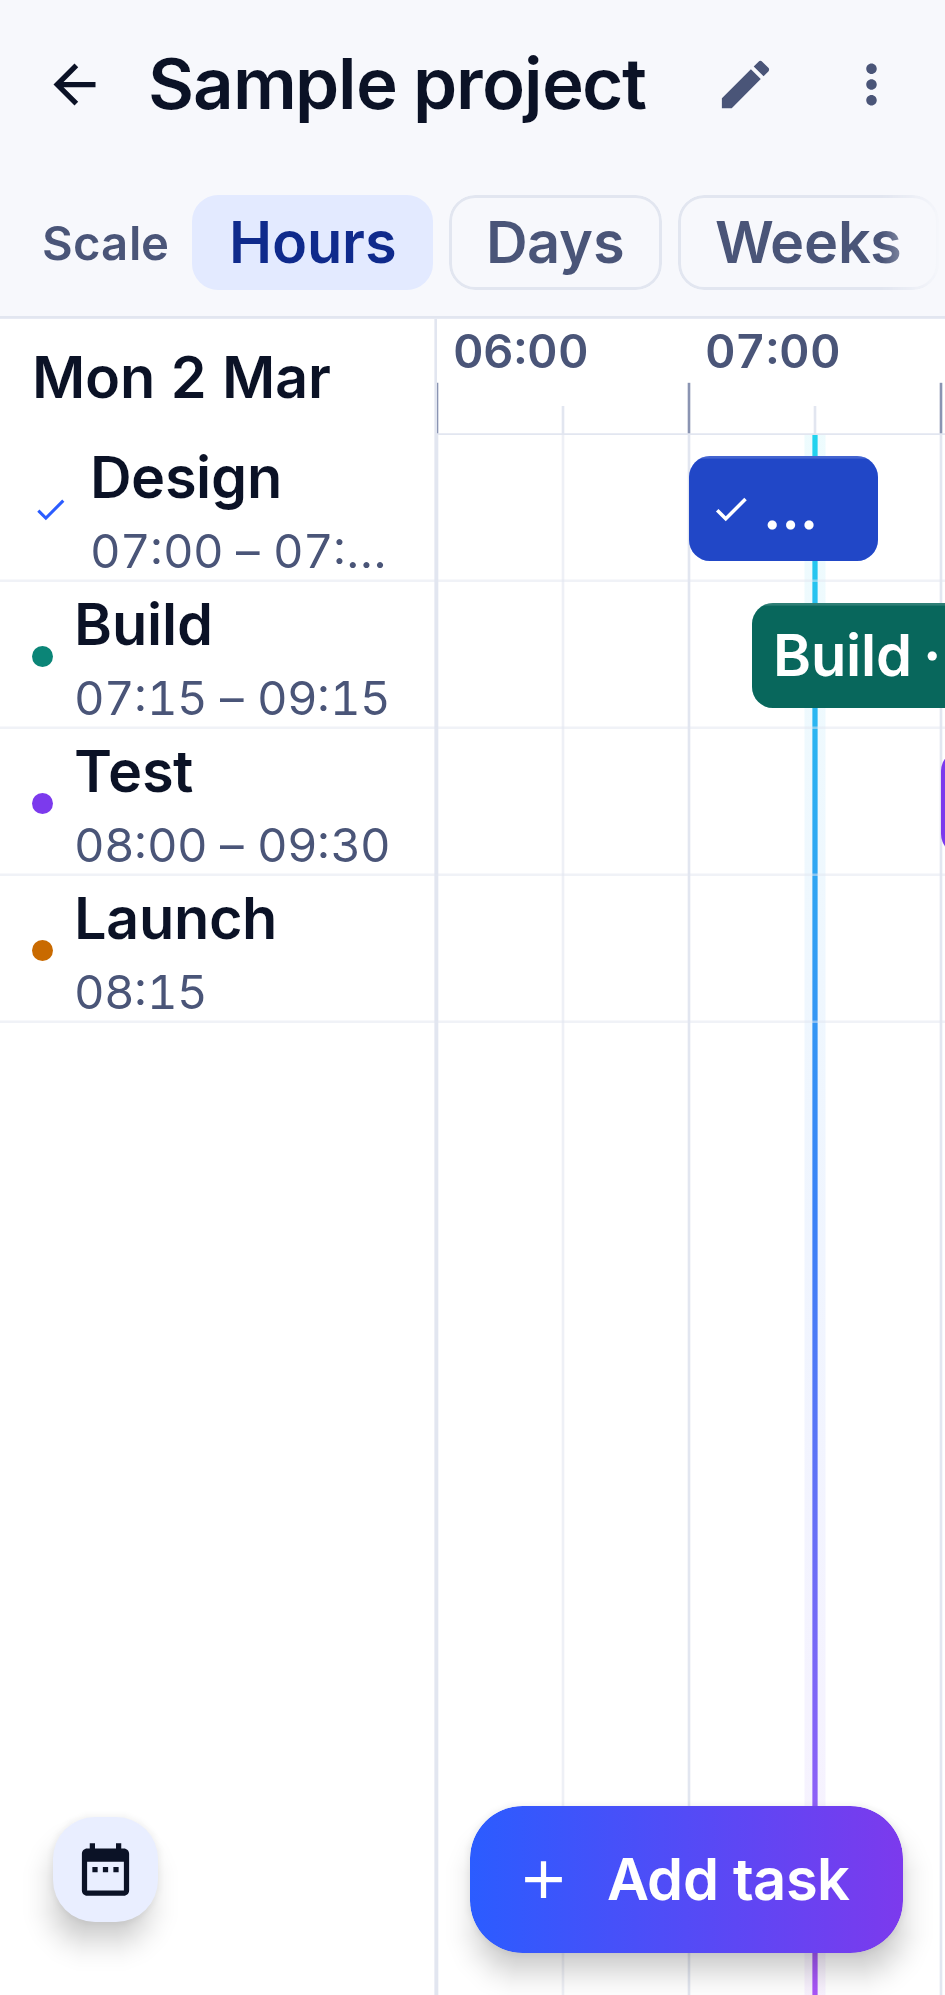 Sample project
Scale Hours Days Weeks
Mon 2 Mar
06:00 07:00
Design
07:00 – 07:...
...
Build
07:15 – 09:15
Build ·
Test
08:00 – 09:30
Launch
08:15
Add task